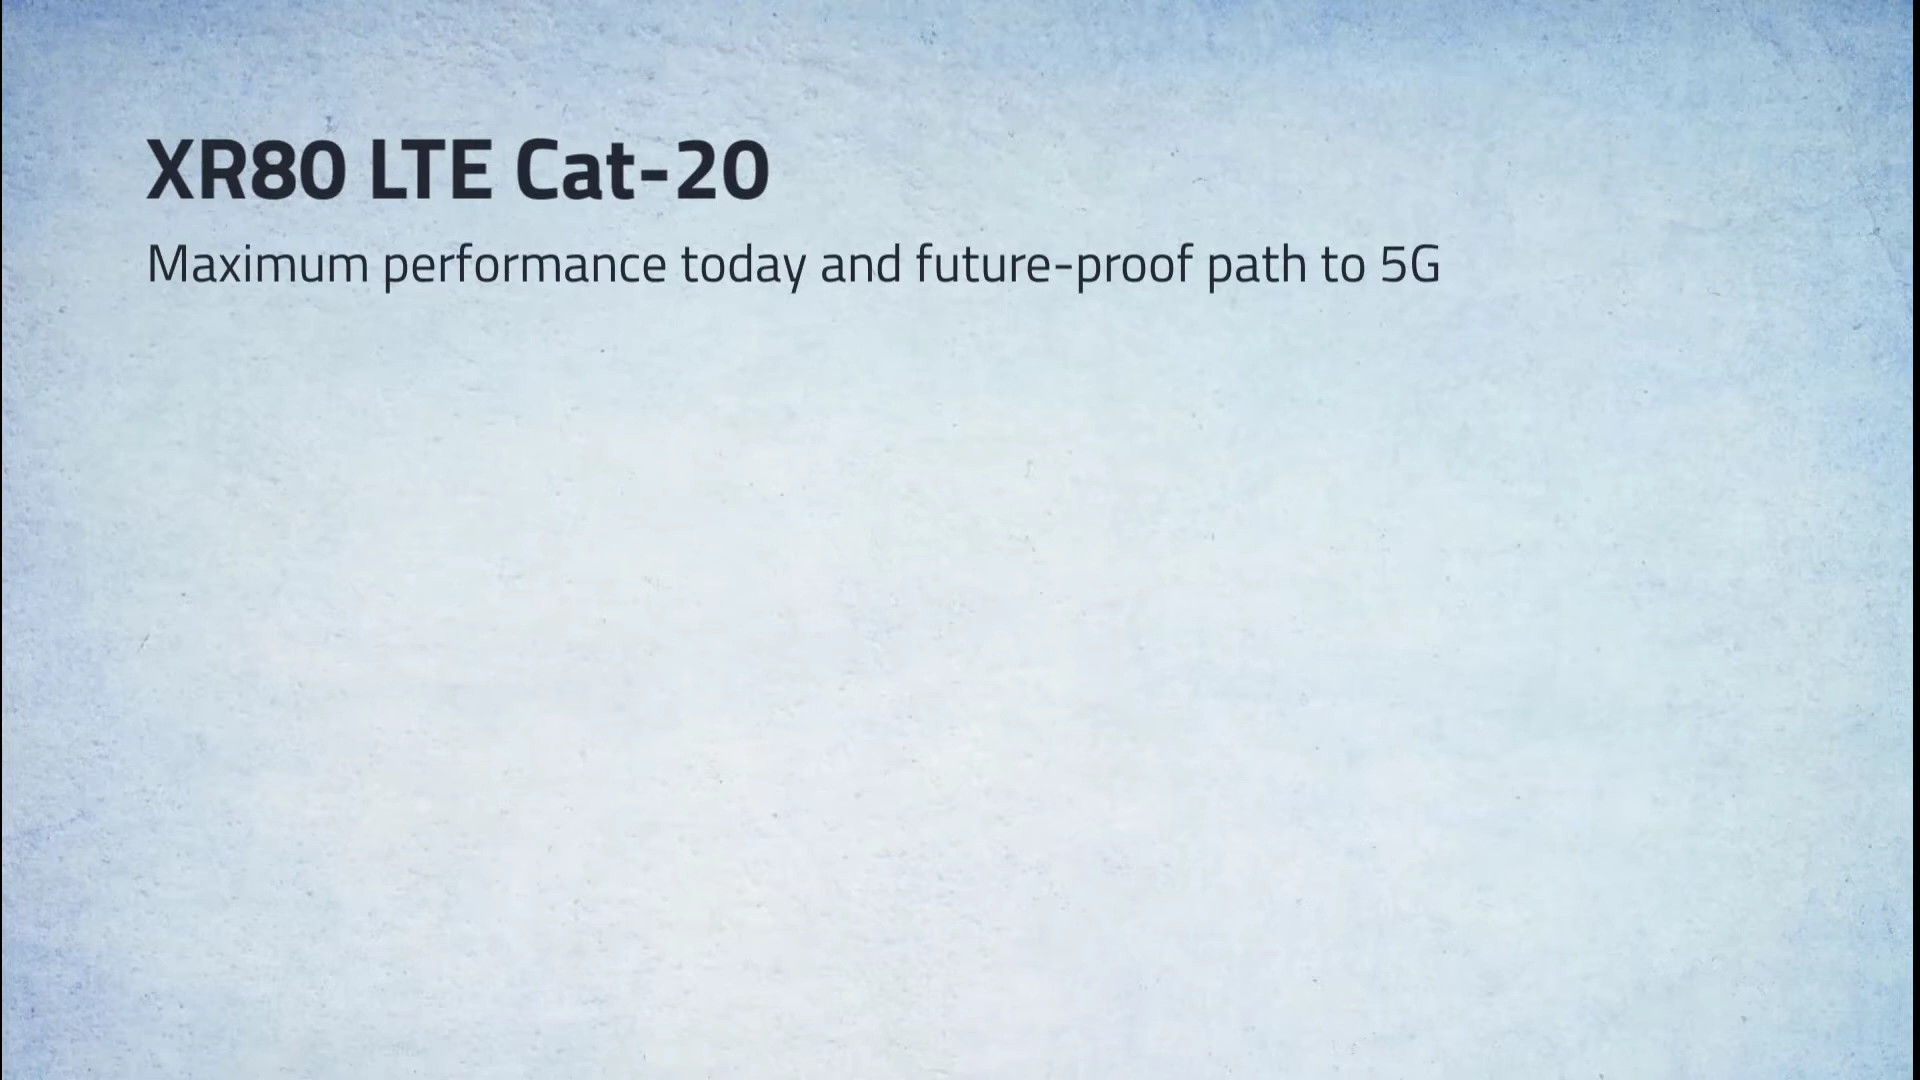 XR80 LTE Cat-20
Maximum performance today and future-proof path to 5G